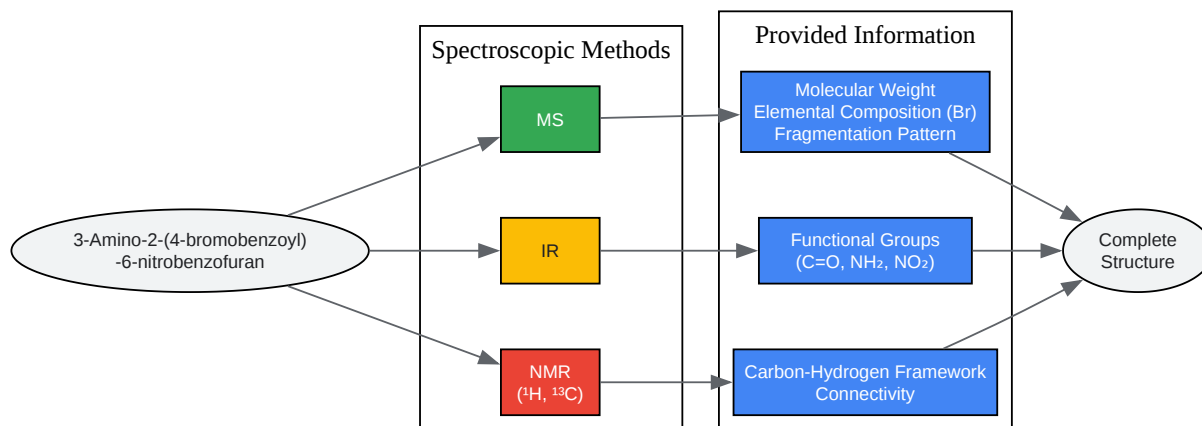 Spectroscopic Methods
Provided Information
MS
Molecular Weight
Elemental Composition (Br)
Fragmentation Pattern
3-Amino-2-(4-bromobenzoyl)
-6-nitrobenzofuran
IR
Functional Groups
(C=O, NH₂, NO₂)
Complete
Structure
NMR
(¹H, ¹³C)
Carbon-Hydrogen Framework
Connectivity